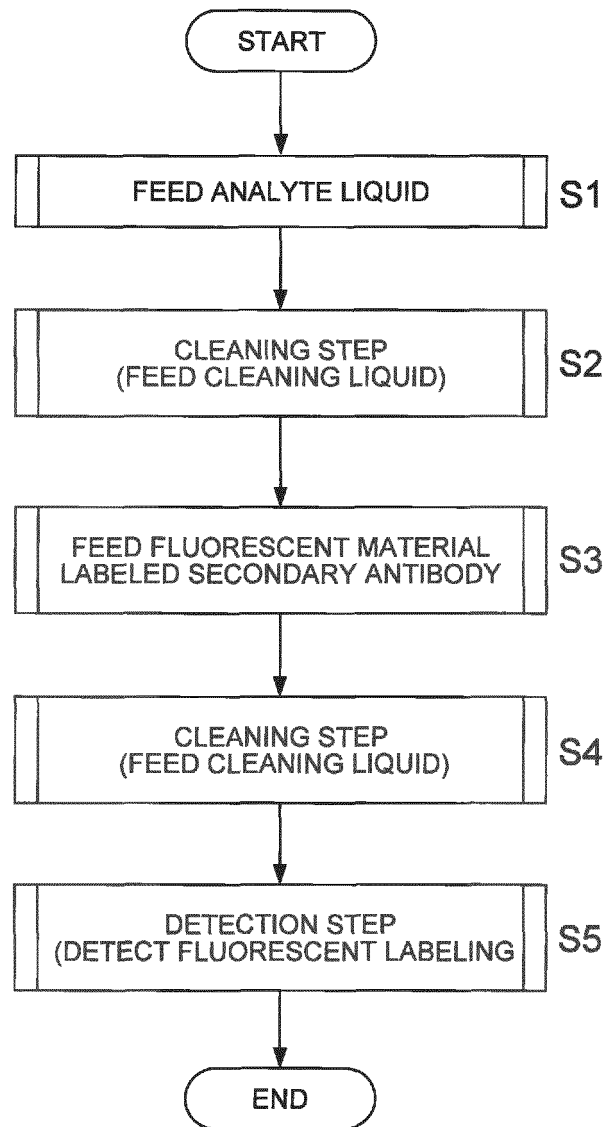 START
FEED ANALYTE LIQUID
S1
CLEANING STEP
(FEED CLEANING LIQUID)
S2
FEED FLUORESCENT MATERIAL
LABELED SECONDARY ANTIBODY
S3
CLEANING STEP
(FEED CLEANING LIQUID)
S4
DETECTION STEP
(DETECT FLUORESCENT LABELING
S5
END